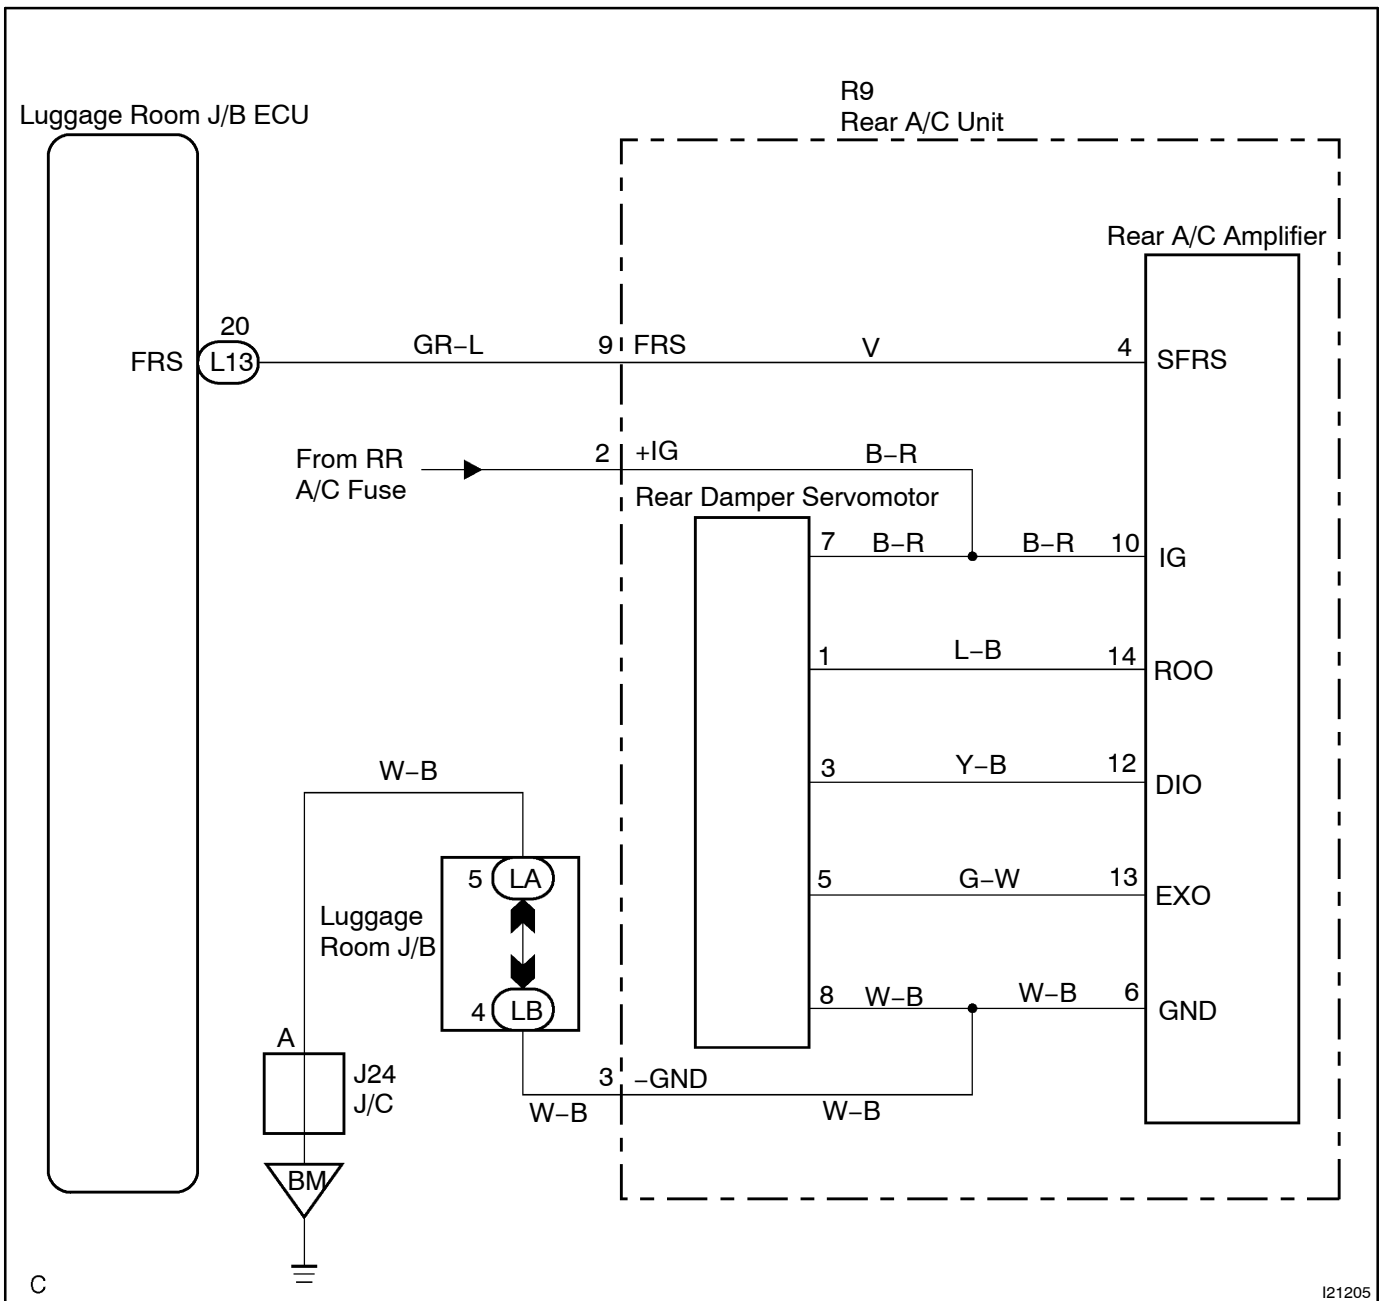 R9
Rear A/C Unit
Luggage Room J/B ECU
Rear A/C Amplifier
20
FRS
L13
GR–L
9
FRS
V
4
SFRS
From RR
A/C Fuse
2
+IG
B–R
Rear Damper Servomotor
7
B–R
B–R
10
IG
1
L–B
14
ROO
3
Y–B
12
DIO
W–B
5
LA
5
G–W
13
EXO
Luggage
Room J/B
4
LB
8
W–B
W–B
6
GND
A
J24
J/C
3
–GND
W–B
W–B
BM
C
I21205